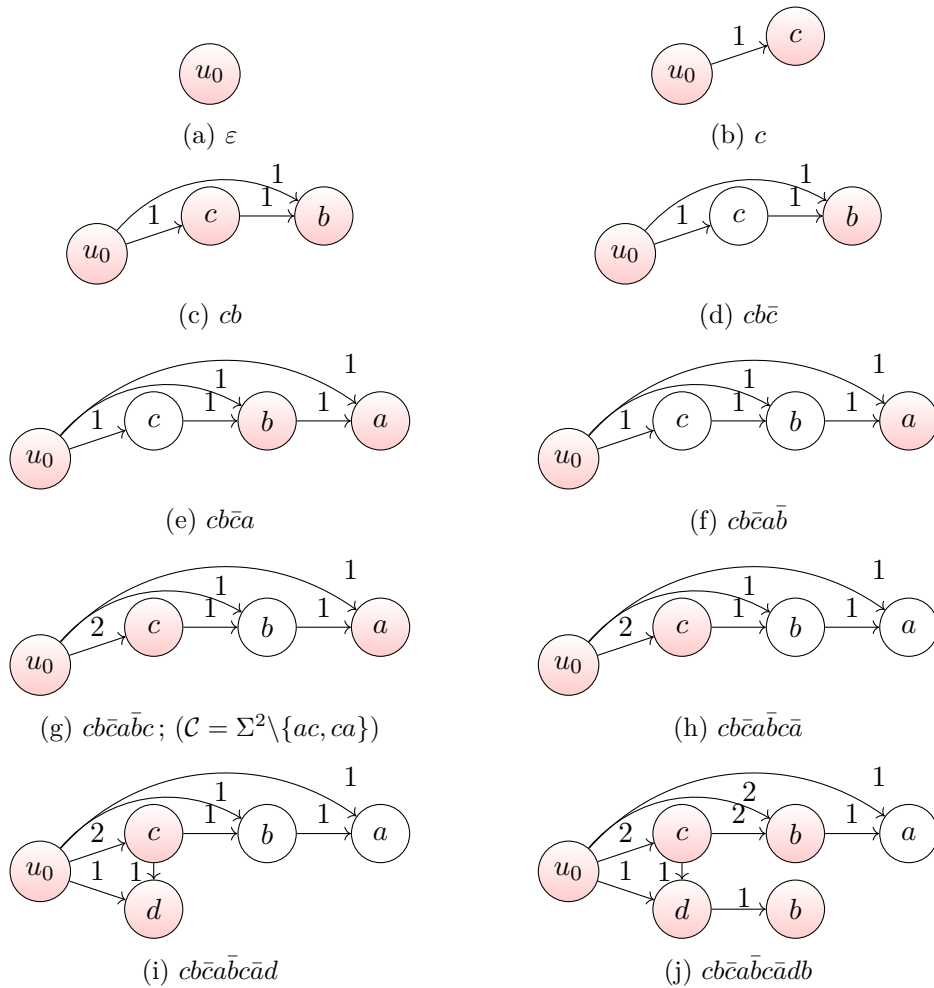 u₀
(a) ε
1
u₀ c
(b) c
1
1 1
u₀ c b
(c) cb
1
1 1
u₀ c b
(d) cbc̄
1
1
1 1 1
u₀ c b a
(e) cbc̄a
1
1
1 1 1
u₀ c b a
(f) cbc̄ab̄
1
1
2 1 1
u₀ c b a
(g) cbc̄ab̄c ; (𝒞 = Σ²\{ac, ca})
1
1
2 1 1
u₀ c b a
(h) cbc̄ab̄cā
1
1
2 1 1
u₀ c b a
1 1
d
(i) cbc̄ab̄cād
1
2
2 2 1
u₀ c b a
1 1
d 1 b
(j) cbc̄ab̄cādb